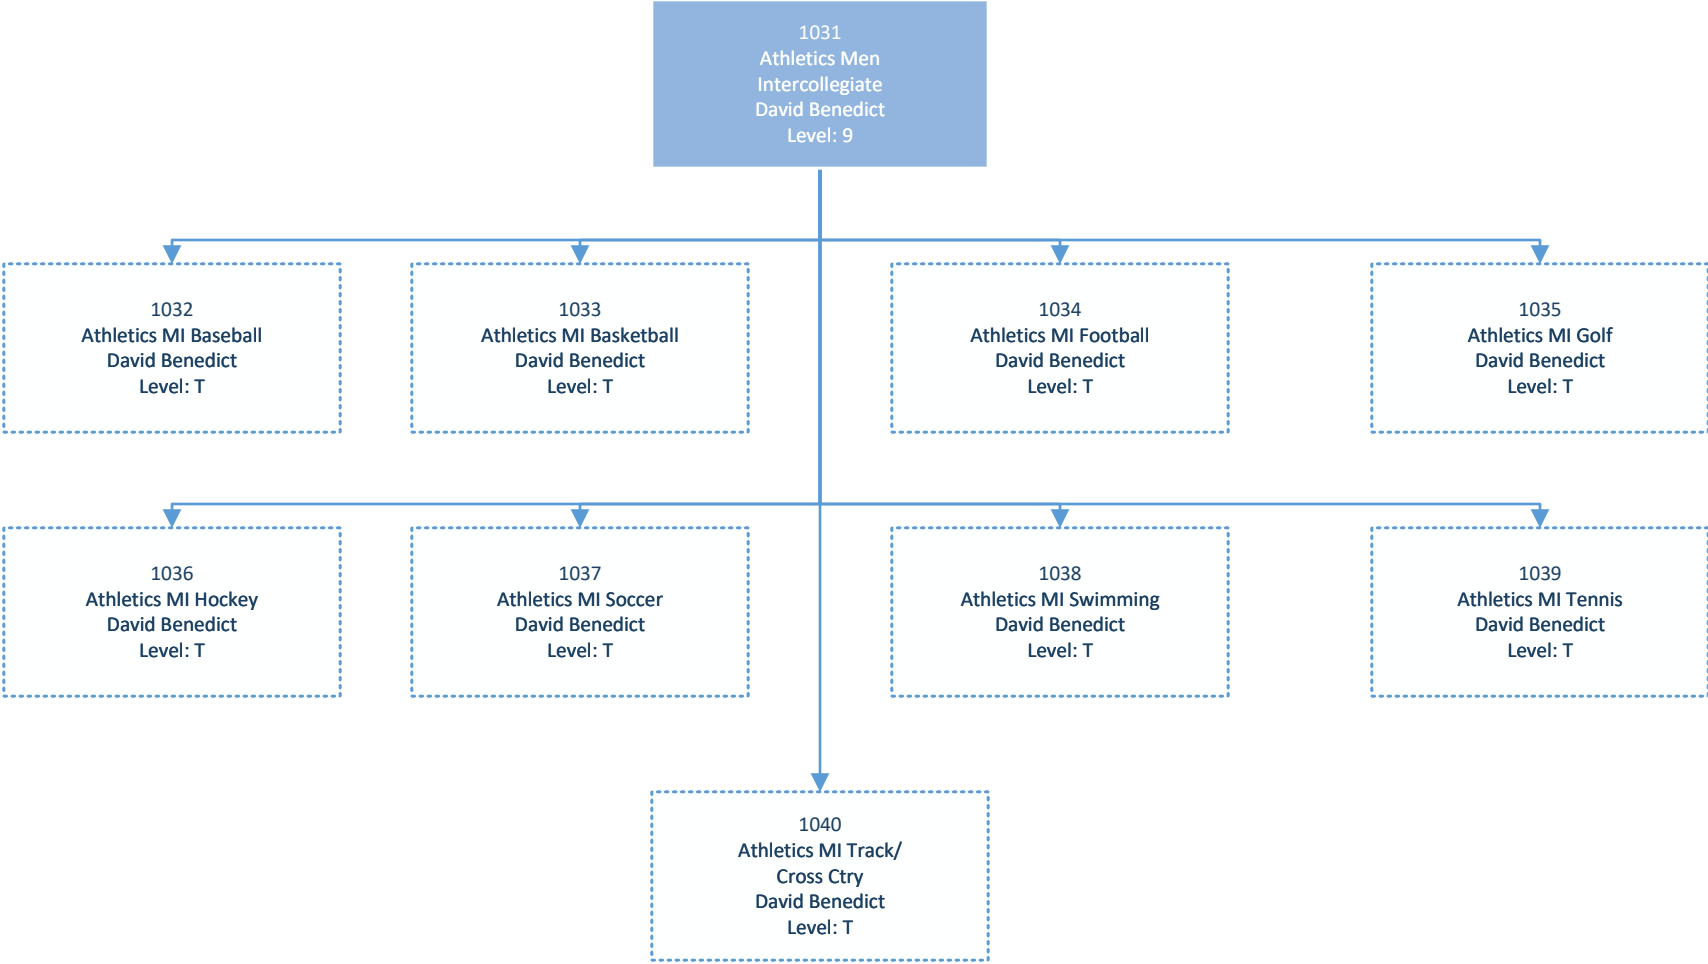 1031
Athletics Men
Intercollegiate
David Benedict
Level: 9
1032
Athletics MI Baseball
David Benedict
Level: T
1033
Athletics MI Basketball
David Benedict
Level: T
1034
Athletics MI Football
David Benedict
Level: T
1035
Athletics MI Golf
David Benedict
Level: T
1036
Athletics MI Hockey
David Benedict
Level: T
1037
Athletics MI Soccer
David Benedict
Level: T
1038
Athletics MI Swimming
David Benedict
Level: T
1039
Athletics MI Tennis
David Benedict
Level: T
1040
Athletics MI Track/
Cross Ctry
David Benedict
Level: T